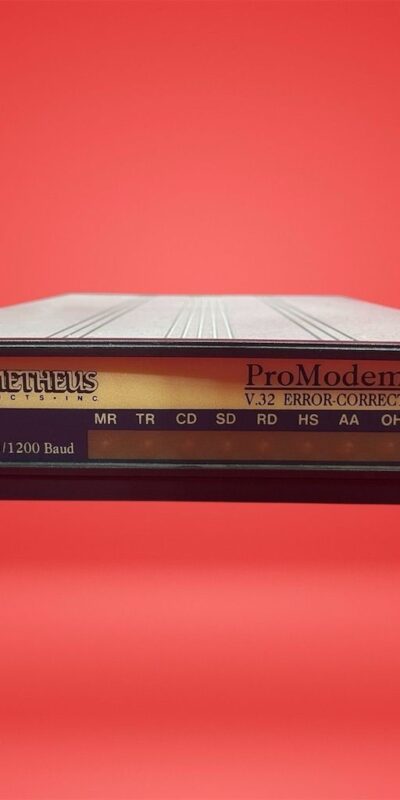 METHEUS
UCTS • INC
ProModem
V.32 ERROR-CORRECT
MR TR CD SD RD HS AA OH
/1200 Baud